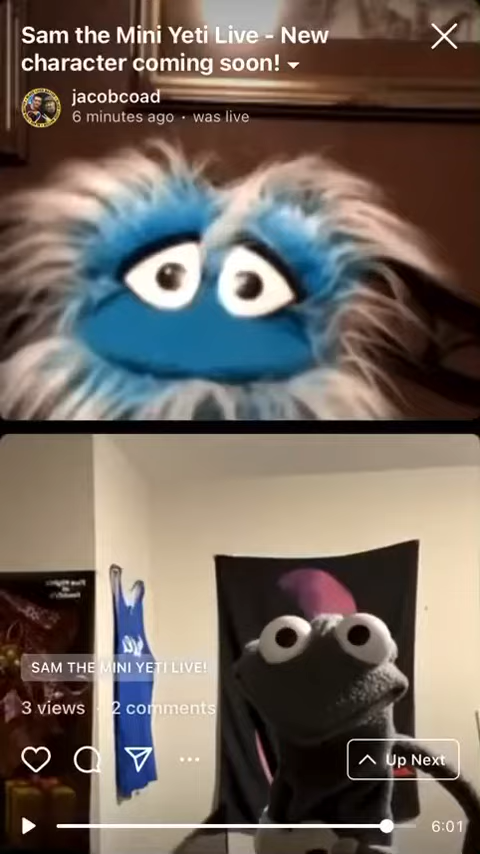 Sam the Mini Yeti Live - New
character coming soon!
jacobcoad
6 minutes ago · was live
SAM THE MINI YETI LIVE!
3 views · 2 comments
Up Next
6:01